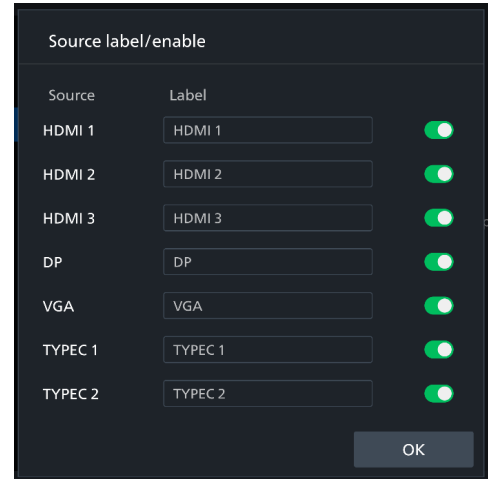 Source label/enable
Source Label
HDMI 1 HDMI 1
HDMI 2 HDMI 2
HDMI 3 HDMI 3
DP DP
VGA VGA
TYPEC 1 TYPEC 1
TYPEC 2 TYPEC 2
OK